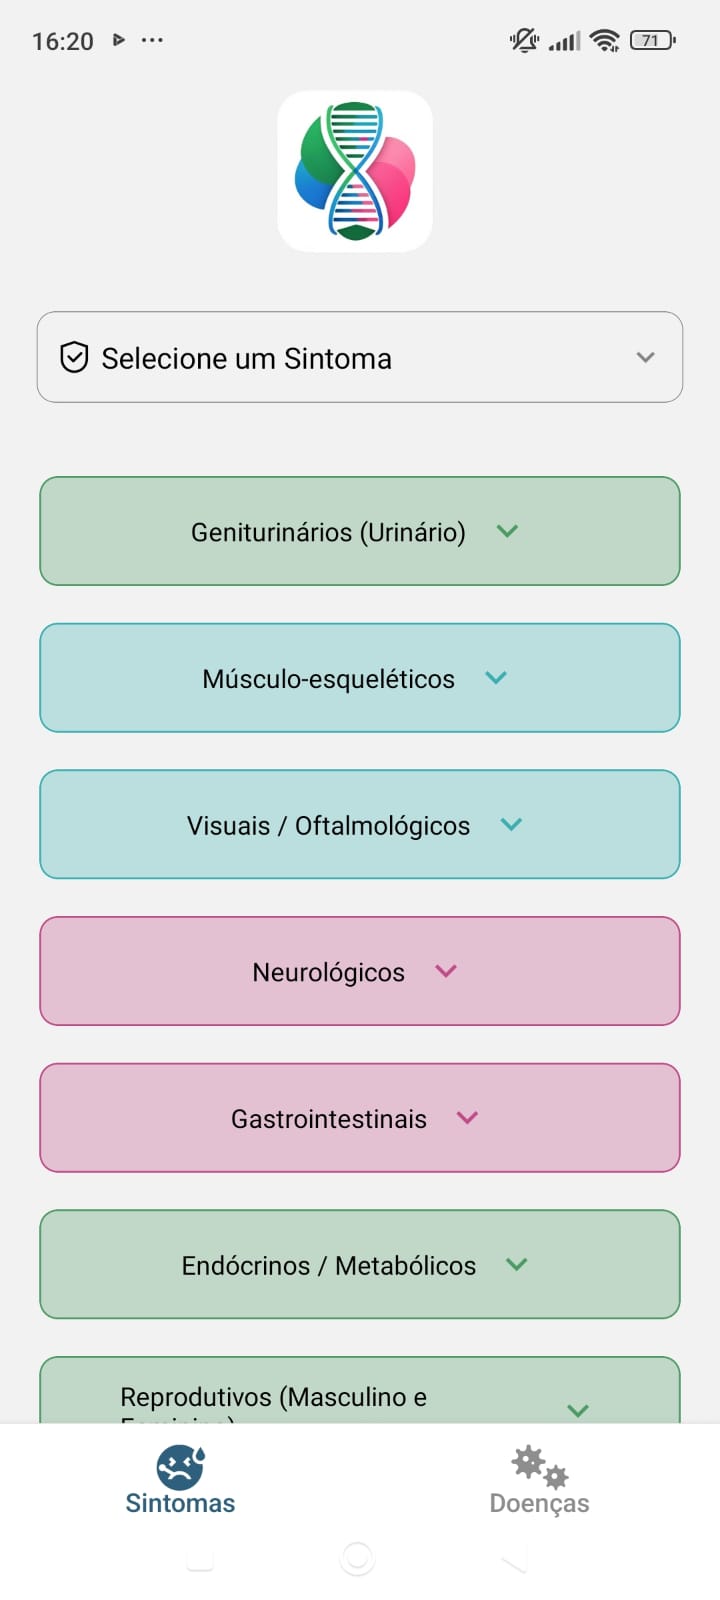 16:20
71
Selecione um Sintoma
Geniturinários (Urinário)
Músculo-esqueléticos
Visuais / Oftalmológicos
Neurológicos
Gastrointestinais
Endócrinos / Metabólicos
Reprodutivos (Masculino e
Sintomas
Doenças